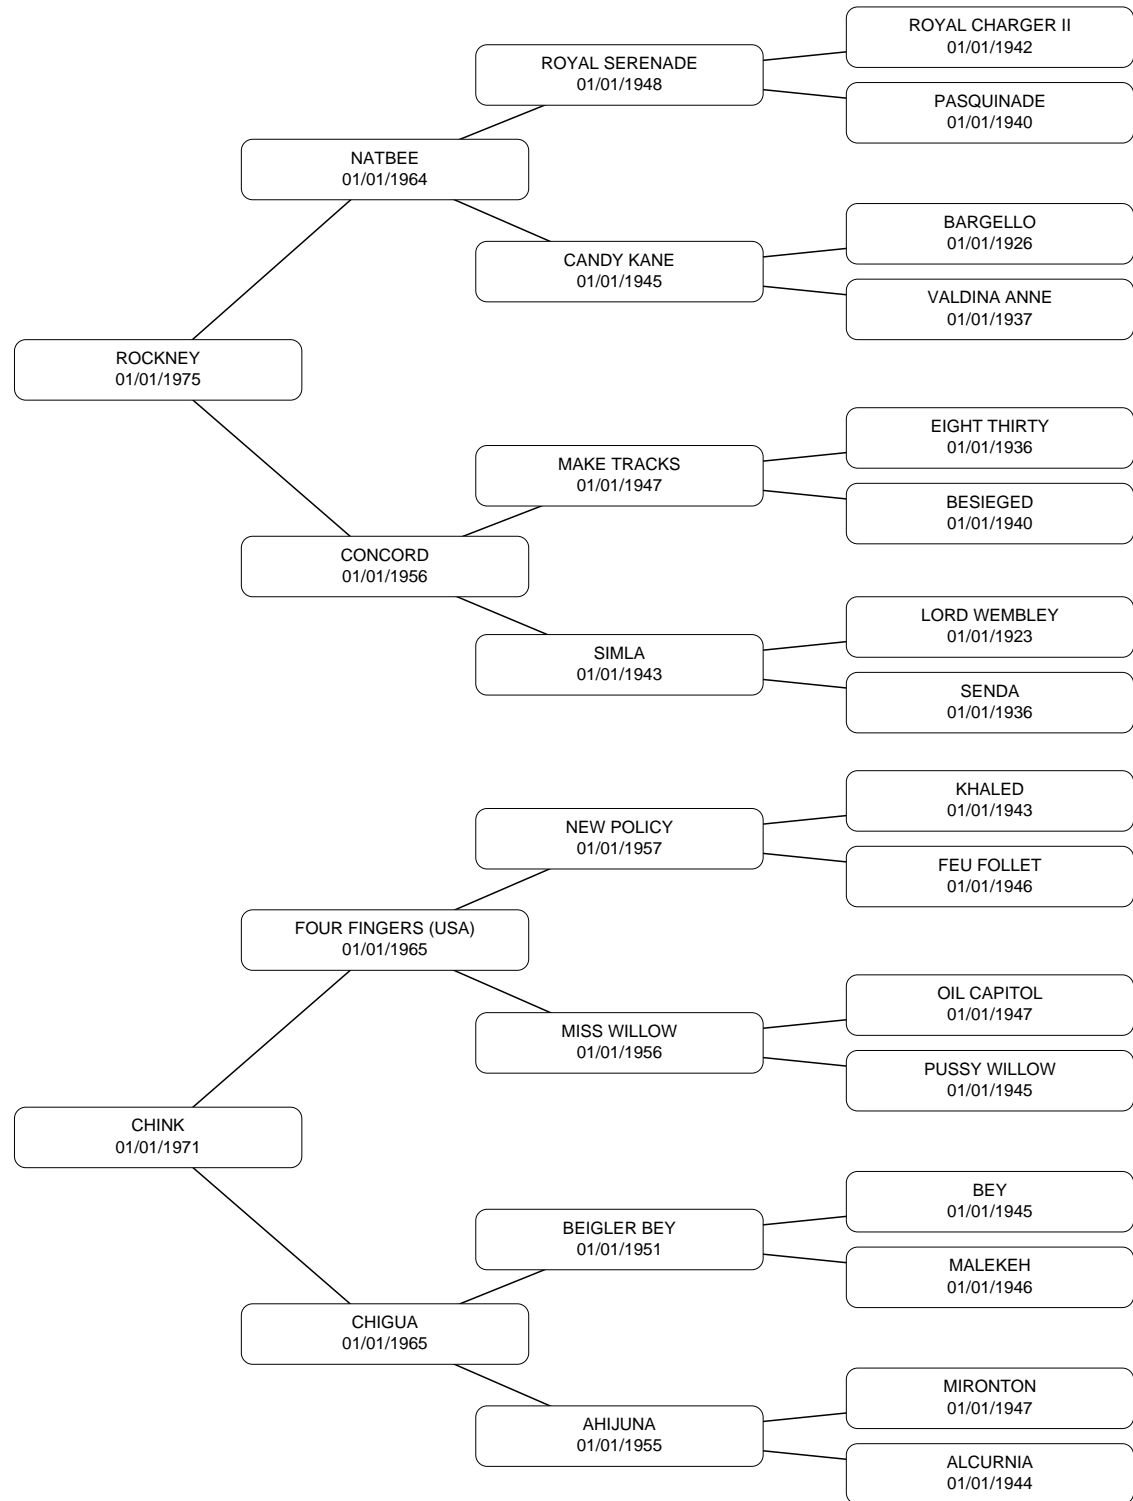 ROYAL CHARGER II
01/01/1942
ROYAL SERENADE
01/01/1948
PASQUINADE
01/01/1940
NATBEE
01/01/1964
BARGELLO
01/01/1926
CANDY KANE
01/01/1945
VALDINA ANNE
01/01/1937
ROCKNEY
01/01/1975
EIGHT THIRTY
01/01/1936
MAKE TRACKS
01/01/1947
BESIEGED
01/01/1940
CONCORD
01/01/1956
LORD WEMBLEY
01/01/1923
SIMLA
01/01/1943
SENDA
01/01/1936
KHALED
01/01/1943
NEW POLICY
01/01/1957
FEU FOLLET
01/01/1946
FOUR FINGERS (USA)
01/01/1965
OIL CAPITOL
01/01/1947
MISS WILLOW
01/01/1956
PUSSY WILLOW
01/01/1945
CHINK
01/01/1971
BEY
01/01/1945
BEIGLER BEY
01/01/1951
MALEKEH
01/01/1946
CHIGUA
01/01/1965
MIRONTON
01/01/1947
AHIJUNA
01/01/1955
ALCURNIA
01/01/1944